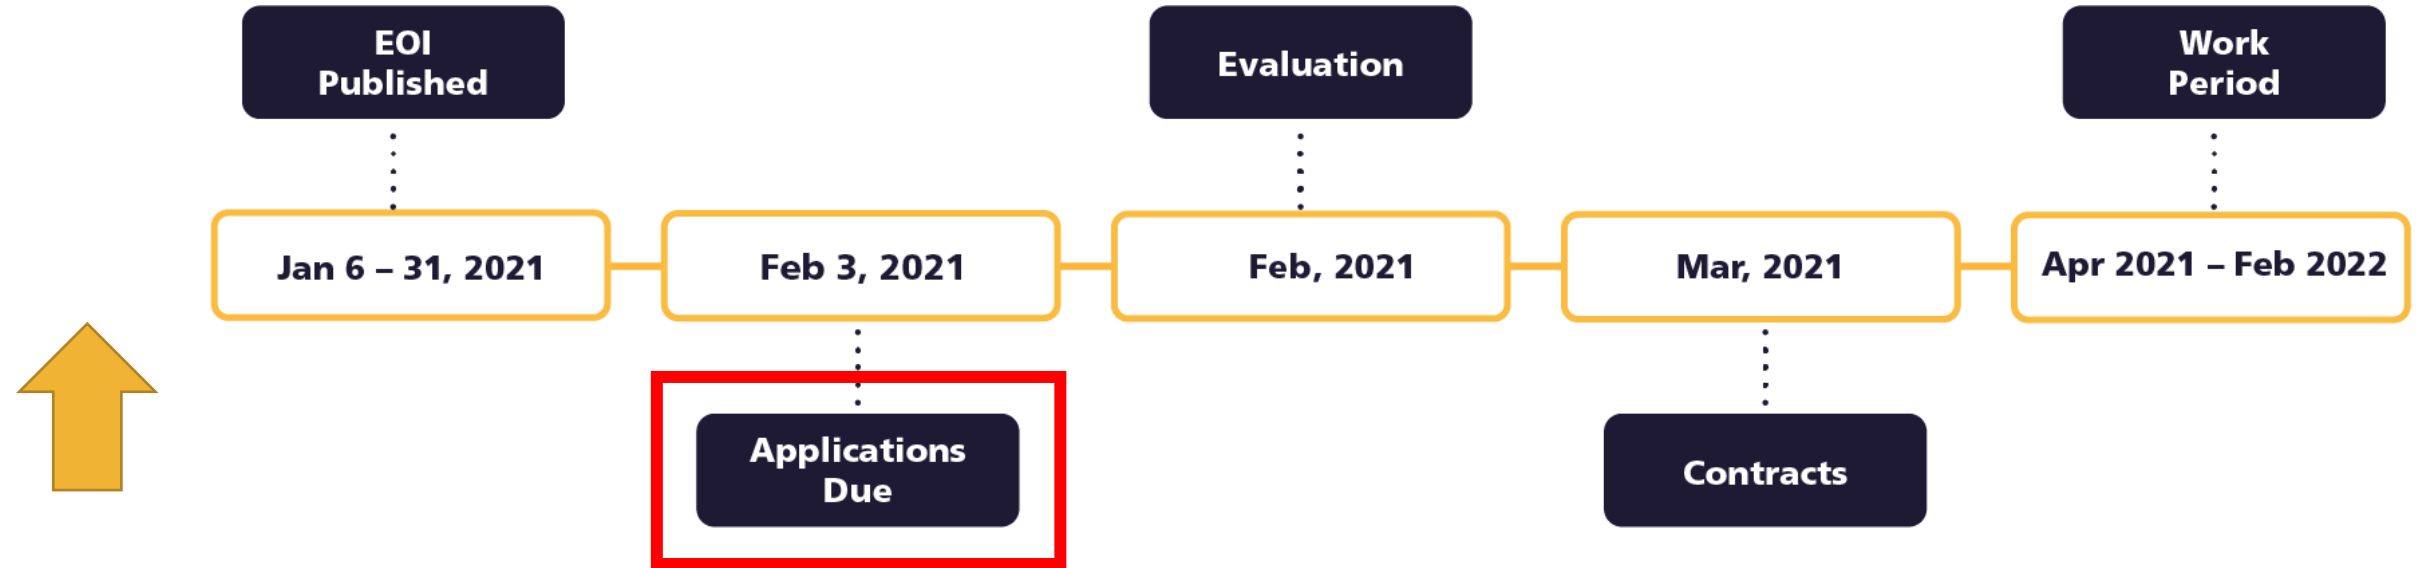 EOI
Published
Evaluation
Work
Period
Jan 6 – 31, 2021
Feb 3, 2021
Feb, 2021
Mar, 2021
Apr 2021 – Feb 2022
Applications
Due
Contracts